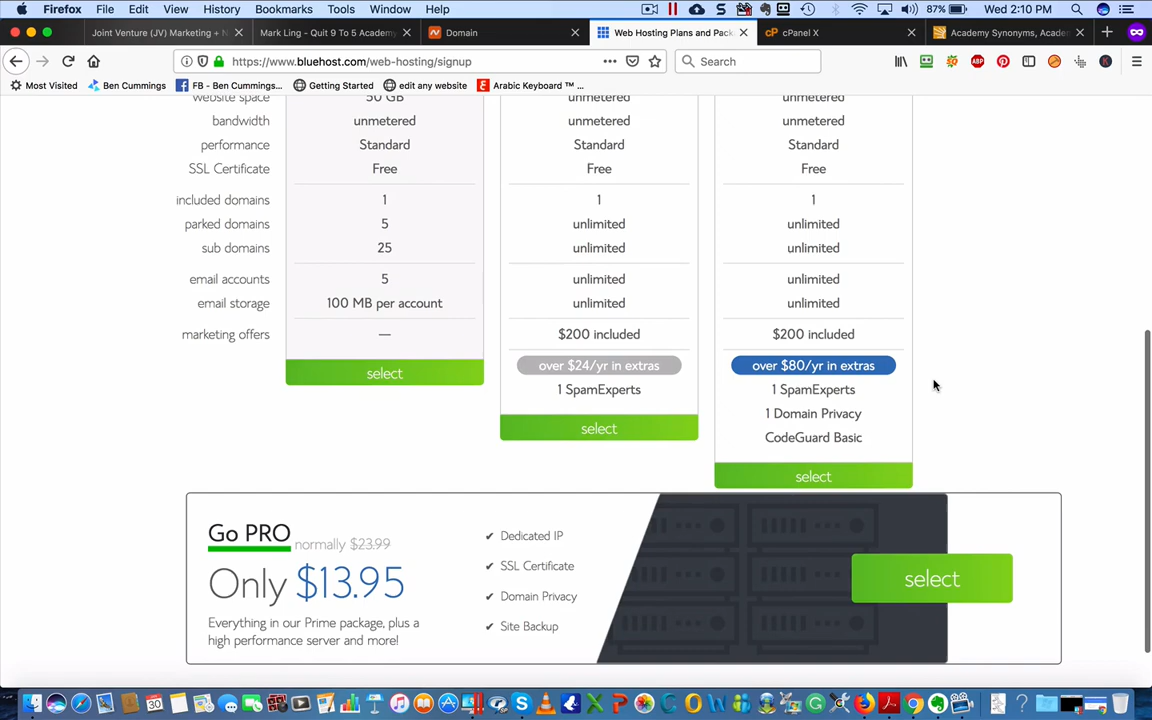 Firefox File Edit View History Bookmarks Tools Window Help 87% Wed 2:10 PM
Joint Venture (JV) Marketing + N Mark Ling - Quit 9 To 5 Academy Domain Web Hosting Plans and Pack cPanel X Academy Synonyms, Academ
https://www.bluehost.com/web-hosting/signup Search
Most Visited Ben Cummings FB - Ben Cummings... Getting Started edit any website Arabic Keyboard ™ ...
website space 50 GB unmetered unmetered
bandwidth unmetered unmetered unmetered
performance Standard Standard Standard
SSL Certificate Free Free Free
included domains 1 1 1
parked domains 5 unlimited unlimited
sub domains 25 unlimited unlimited
email accounts 5 unlimited unlimited
email storage 100 MB per account unlimited unlimited
marketing offers — $200 included $200 included
select over $24/yr in extras over $80/yr in extras
1 SpamExperts 1 SpamExperts
1 Domain Privacy
select CodeGuard Basic
select
Go PRO normally $23.99
Only $13.95
Everything in our Prime package, plus a
high performance server and more!
✔ Dedicated IP
✔ SSL Certificate
✔ Domain Privacy
✔ Site Backup
select